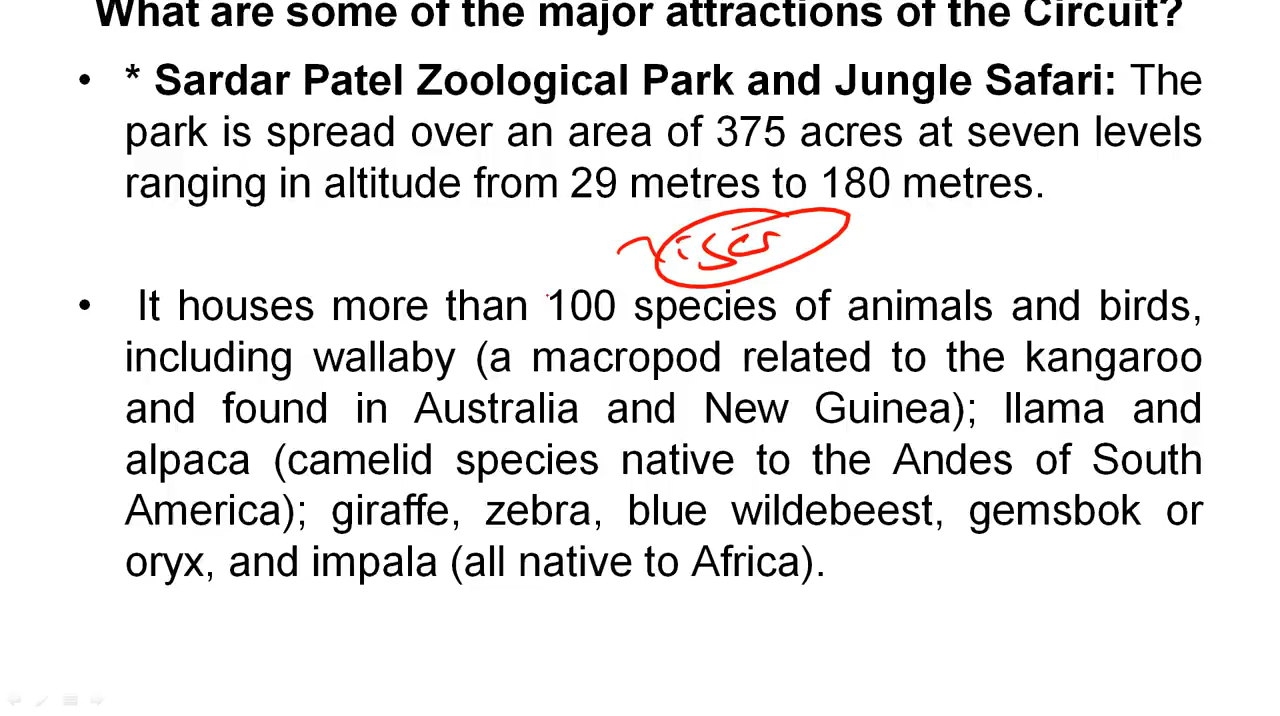 What are some of the major attractions of the Circuit?
• * Sardar Patel Zoological Park and Jungle Safari: The
park is spread over an area of 375 acres at seven levels
ranging in altitude from 29 metres to 180 metres.
• It houses more than 100 species of animals and birds,
including wallaby (a macropod related to the kangaroo
and found in Australia and New Guinea); llama and
alpaca (camelid species native to the Andes of South
America); giraffe, zebra, blue wildebeest, gemsbok or
oryx, and impala (all native to Africa).